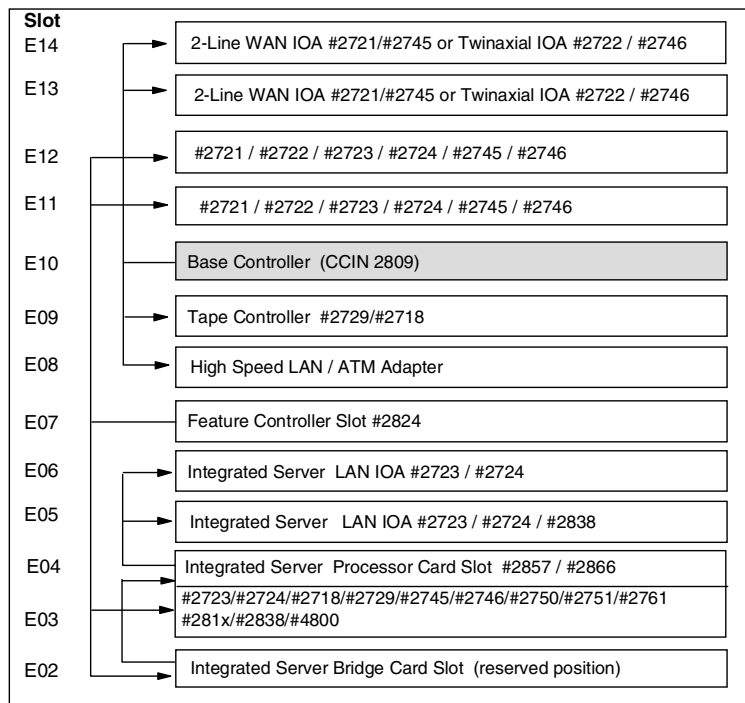 Slot
E14 2-Line WAN IOA #2721/#2745 or Twinaxial IOA #2722 / #2746
E13 2-Line WAN IOA #2721/#2745 or Twinaxial IOA #2722 / #2746
E12 #2721 / #2722 / #2723 / #2724 / #2745 / #2746
E11 #2721 / #2722 / #2723 / #2724 / #2745 / #2746
E10 Base Controller (CCIN 2809)
E09 Tape Controller #2729/#2718
E08 High Speed LAN / ATM Adapter
E07 Feature Controller Slot #2824
E06 Integrated Server LAN IOA #2723 / #2724
E05 Integrated Server LAN IOA #2723 / #2724 / #2838
E04 Integrated Server Processor Card Slot #2857 / #2866
#2723/#2724/#2718/#2729/#2745/#2746/#2750/#2751/#2761
E03 #281x/#2838/#4800
E02 Integrated Server Bridge Card Slot (reserved position)